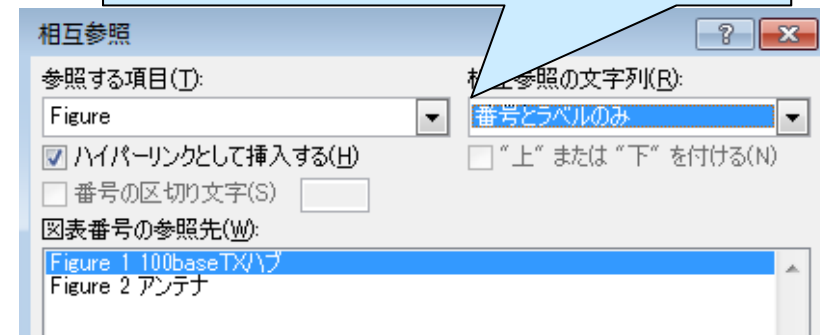 相互参照
参照する項目(T):
相互参照の文字列(R):
Figure
番号とラベルのみ
ハイパーリンクとして挿入する(H)
“上” または “下” を付ける(N)
番号の区切り文字(S)
図表番号の参照先(W):
Figure 1 100baseTXハブ
Figure 2 アンテナ